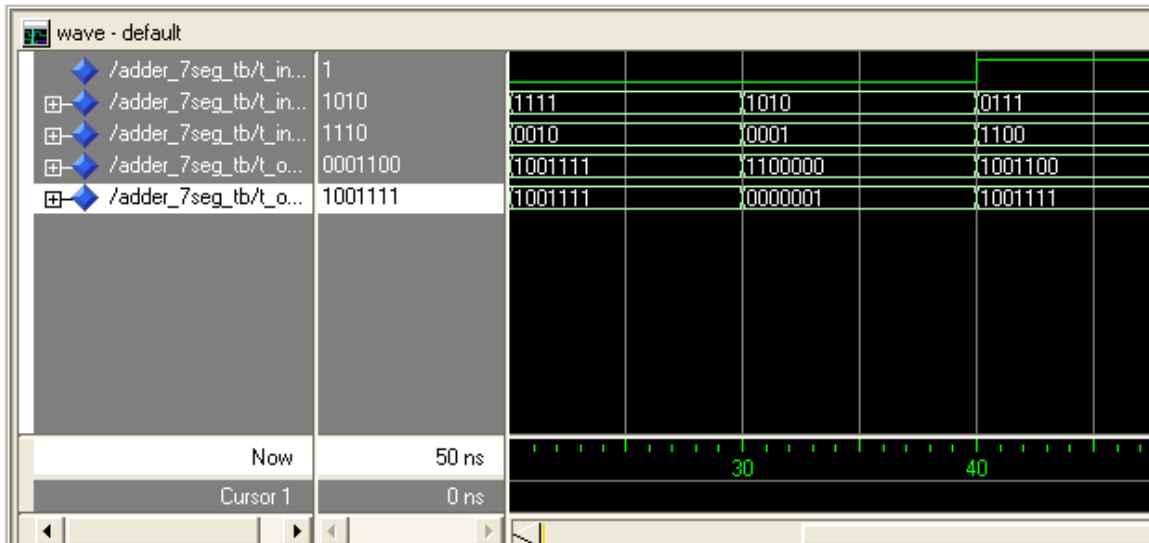 wave - default
/adder_7seg_tb/t_in... 1
/adder_7seg_tb/t_in... 1010 1111 1010 0111
/adder_7seg_tb/t_in... 1110 0010 0001 1100
/adder_7seg_tb/t_o... 0001100 1001111 1100000 1001100
/adder_7seg_tb/t_o... 1001111 1001111 0000001 1001111
Now 50 ns 30 40
Cursor 1 0 ns